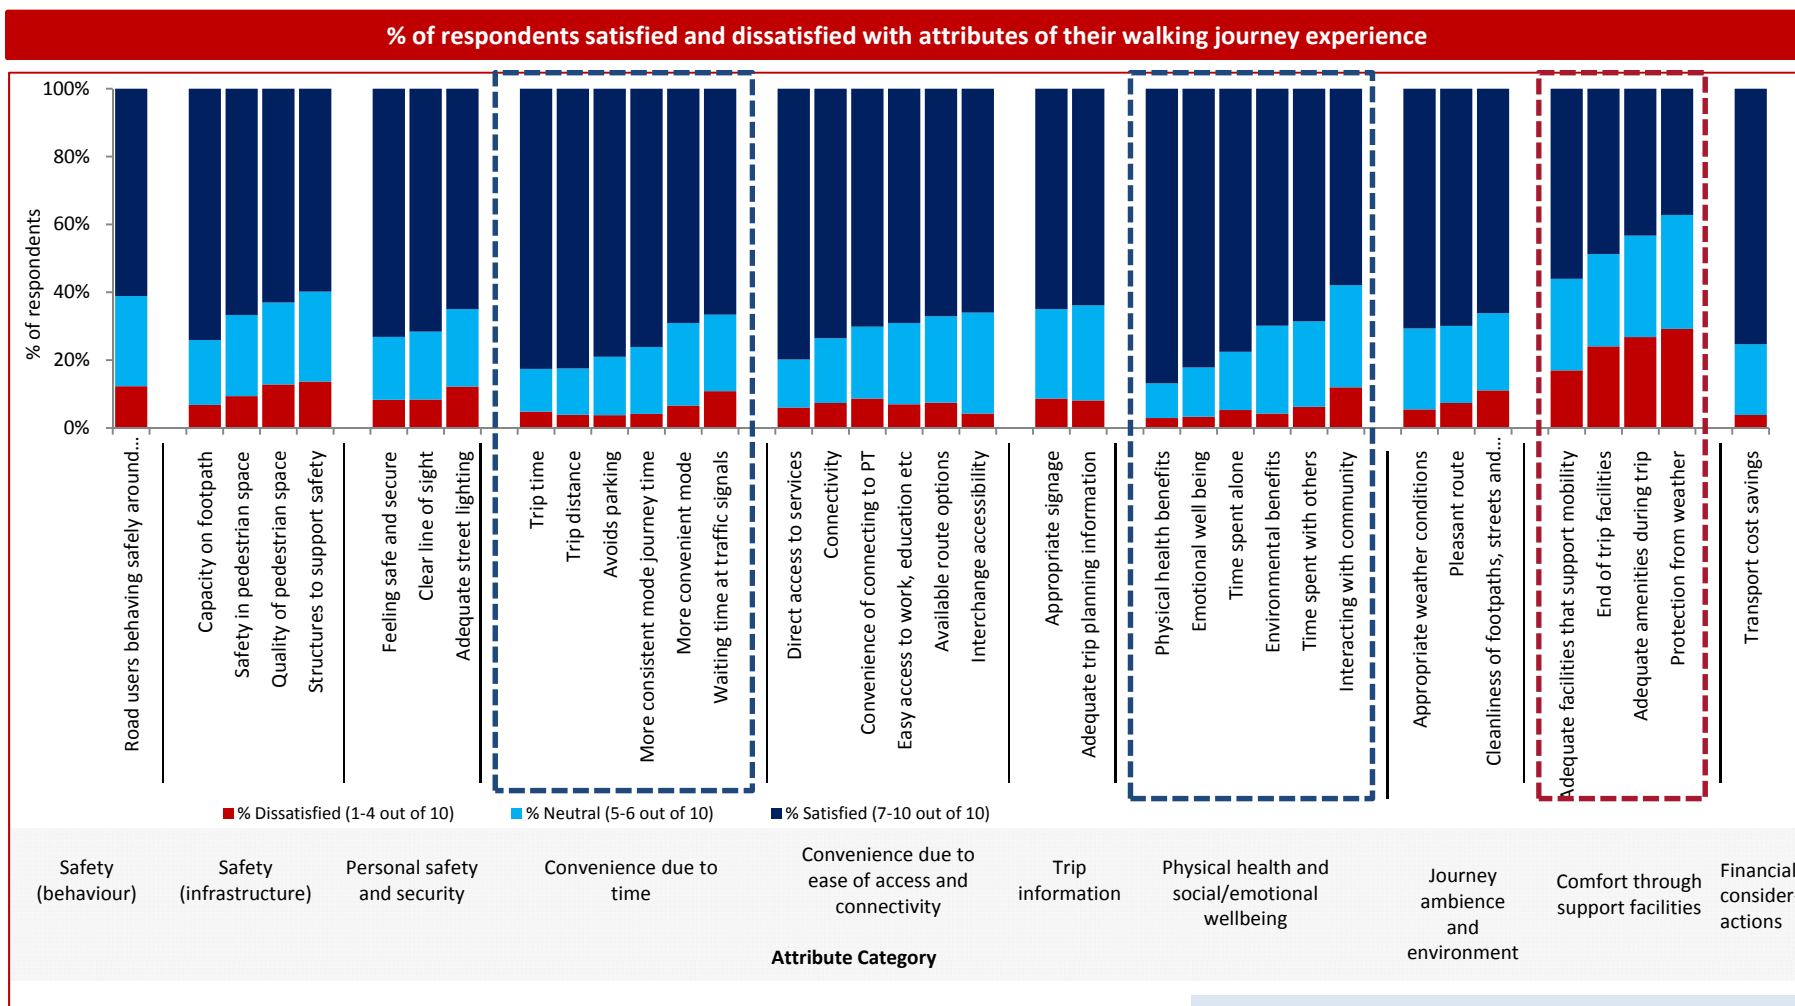 % of respondents satisfied and dissatisfied with attributes of their walking journey experience
100%
80%
60%
40%
20%
0%
% of respondents
Road users behaving safely around…
Capacity on footpath
Safety in pedestrian space
Quality of pedestrian space
Structures to support safety
Feeling safe and secure
Clear line of sight
Adequate street lighting
Trip time
Trip distance
Avoids parking
More consistent mode journey time
More convenient mode
Waiting time at traffic signals
Direct access to services
Connectivity
Convenience of connecting to PT
Easy access to work, education etc
Available route options
Interchange accessibility
Appropriate signage
Adequate trip planning information
Physical health benefits
Emotional well being
Time spent alone
Environmental benefits
Time spent with others
Interacting with community
Appropriate weather conditions
Pleasant route
Cleanliness of footpaths, streets and…
Adequate facilities that support mobility
End of trip facilities
Adequate amenities during trip
Protection from weather
Transport cost savings
% Dissatisfied (1-4 out of 10)
% Neutral (5-6 out of 10)
% Satisfied (7-10 out of 10)
Safety
(behaviour)
Safety
(infrastructure)
Personal safety
and security
Convenience due to
time
Convenience due to
ease of access and
connectivity
Trip
information
Physical health and
social/emotional
wellbeing
Journey
ambience
and
environment
Comfort through
support facilities
Financial
consider-
actions
Attribute Category